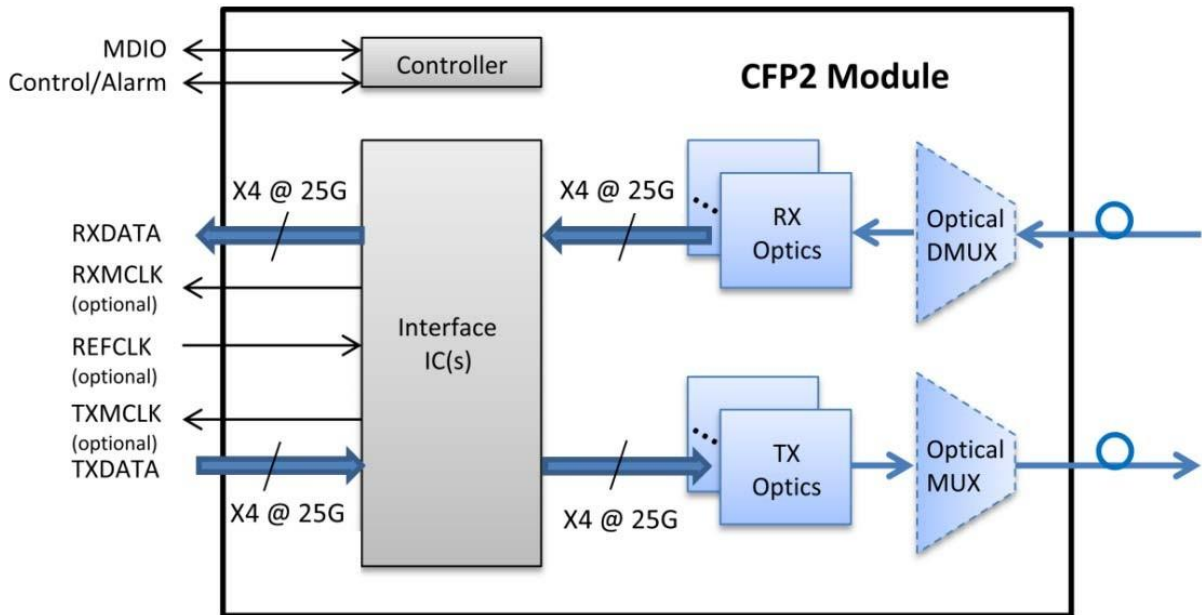 MDIO
Control/Alarm
Controller
CFP2 Module
X4 @ 25G
X4 @ 25G
RXDATA
RXMCLK
(optional)
REFCLK
(optional)
TXMCLK
(optional)
TXDATA
X4 @ 25G
Interface
IC(s)
X4 @ 25G
RX
Optics
Optical
DMUX
TX
Optics
Optical
MUX